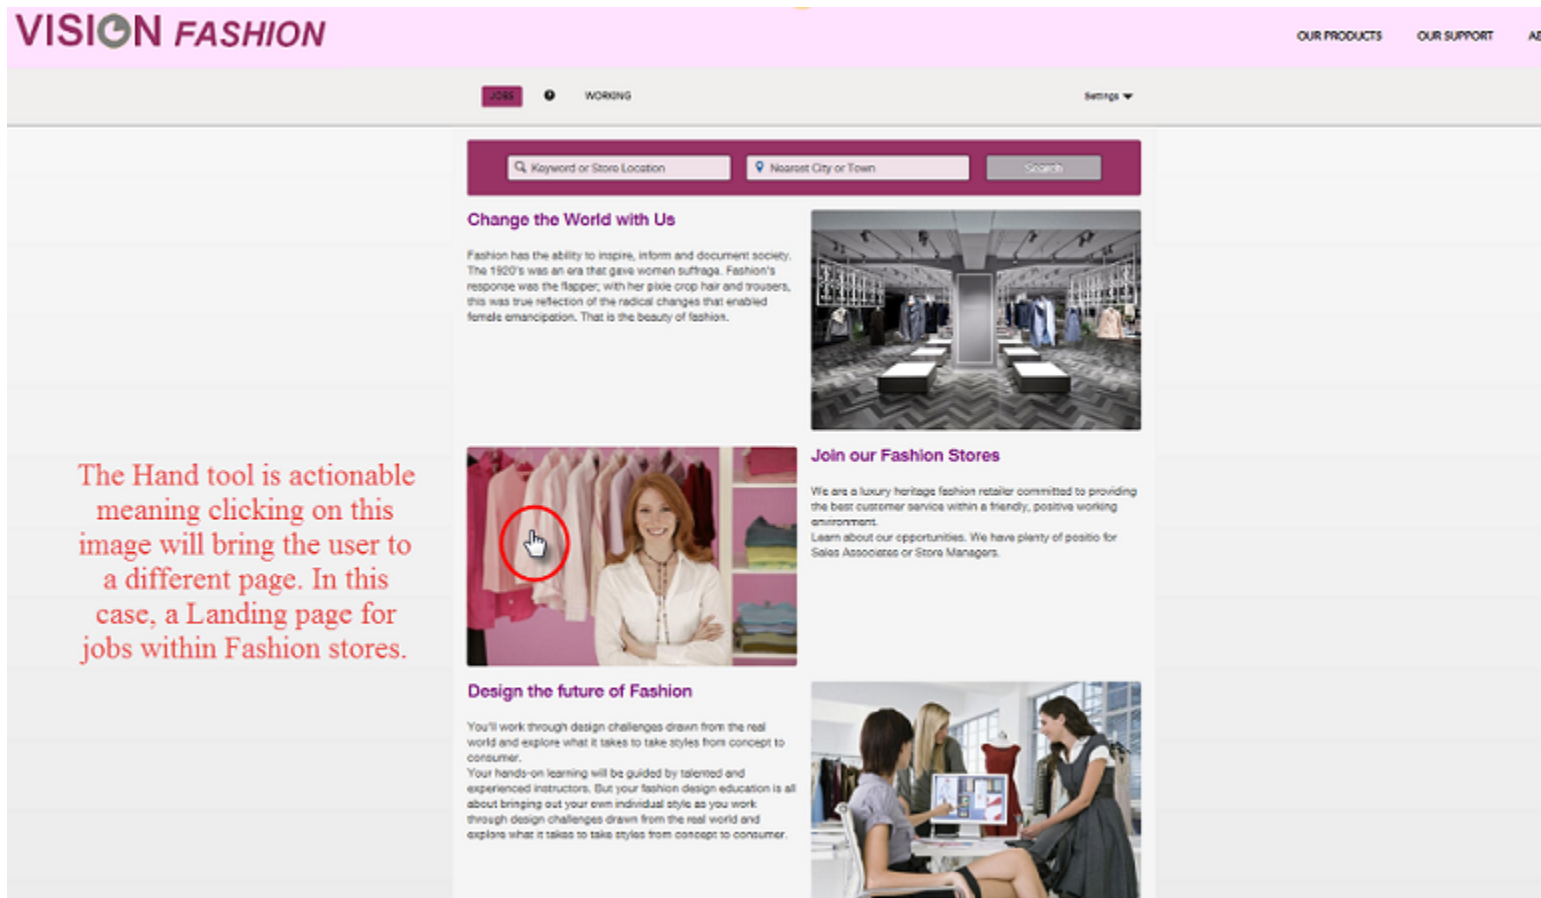 VISION FASHION
OUR PRODUCTS OUR SUPPORT
JOBS WORKING Settings
Keyword or Store Location Nearest City or Town Search
Change the World with Us
Fashion has the ability to inspire, inform and document society.
The 1920's was an era that gave women suffrage. Fashion's
response was the flapper; with her pixie crop hair and trousers,
this was true reflection of the radical changes that enabled
female emancipation. That is the beauty of fashion.
The Hand tool is actionable
meaning clicking on this
image will bring the user to
a different page. In this
case, a Landing page for
jobs within Fashion stores.
Join our Fashion Stores
We are a luxury heritage fashion retailer committed to providing
the best customer service within a friendly, positive working
environment.
Learn about our opportunities. We have plenty of positio for
Sales Associates or Store Managers.
Design the future of Fashion
You'll work through design challenges drawn from the real
world and explore what it takes to take styles from concept to
consumer.
Your hands-on learning will be guided by talented and
experienced instructors. But your fashion design education is all
about bringing out your own individual style as you work
through design challenges drawn from the real world and
explore what it takes to take styles from concept to consumer.